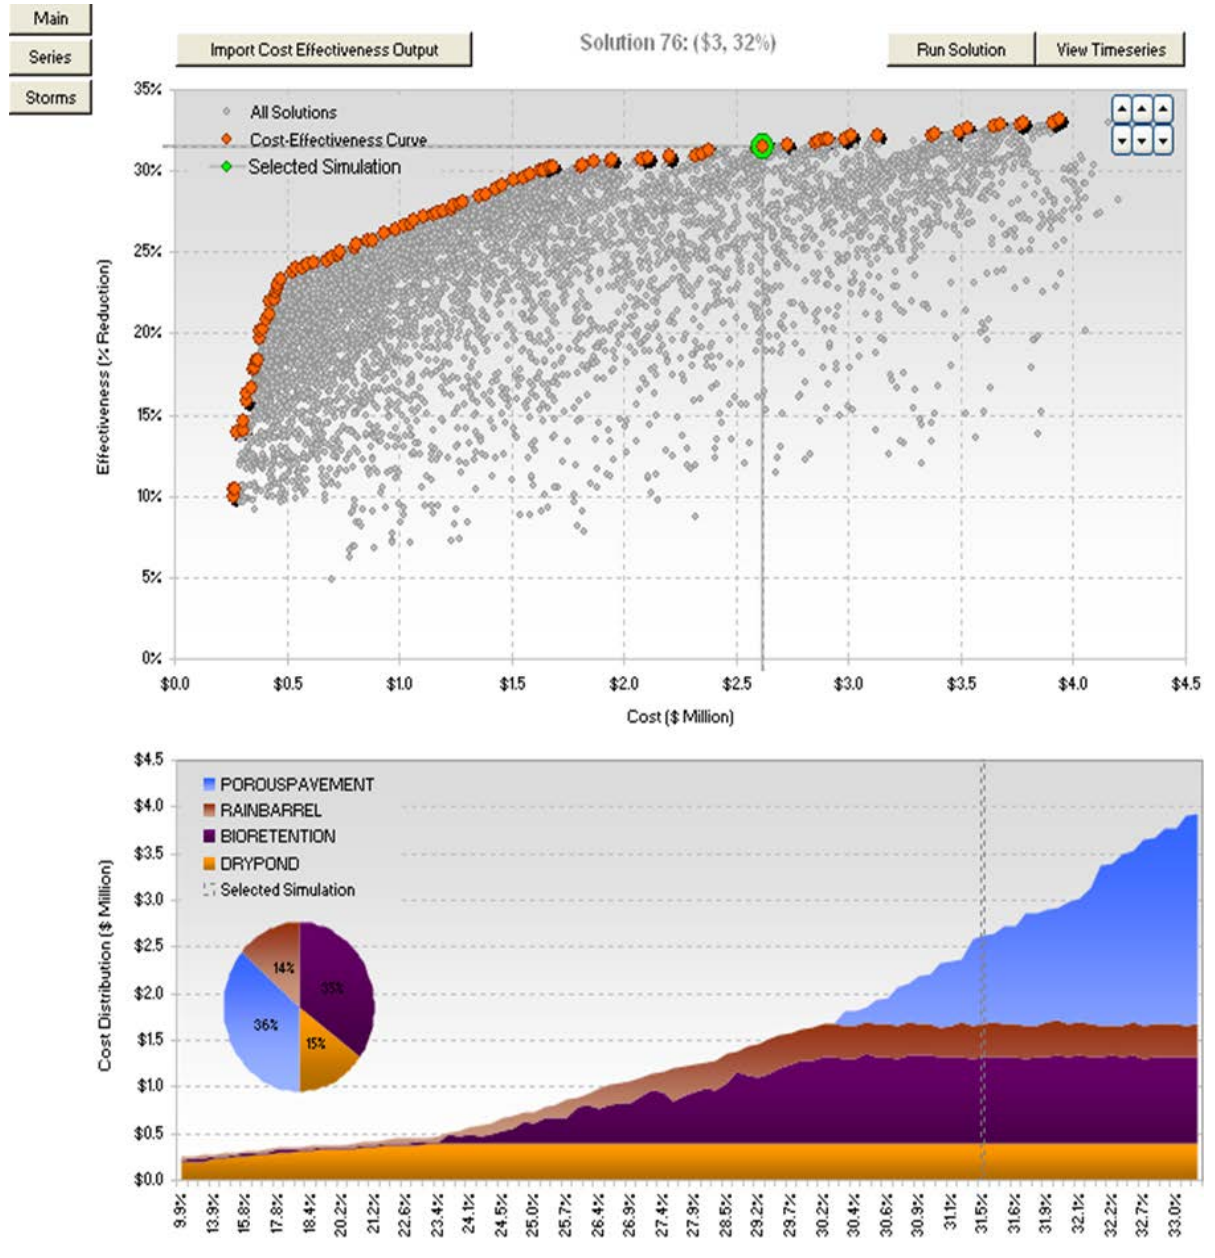 Main
Series
Storms
Import Cost Effectiveness Output
Solution 76: ($3, 32%)
Run Solution
View Timeseries
35%
30%
25%
20%
15%
10%
5%
0%
Effectiveness (% Reduction)
All Solutions
Cost-Effectiveness Curve
Selected Simulation
$0.0 $0.5 $1.0 $1.5 $2.0 $2.5 $3.0 $3.5 $4.0 $4.5
Cost ($ Million)
$4.5
$4.0
$3.5
$3.0
$2.5
$2.0
$1.5
$1.0
$0.5
$0.0
Cost Distribution ($ Million)
POROUSPAVEMENT
RAINBARREL
BIORETENTION
DRYPOND
Selected Simulation
14%
35%
36%
15%
9.9% 13.9% 15.8% 17.8% 18.4% 20.2% 21.2% 22.6% 23.4% 24.1% 24.5% 25.0% 25.7% 26.4% 26.9% 27.4% 27.9% 28.5% 29.2% 29.7% 30.2% 30.4% 30.6% 30.9% 31.1% 31.5% 31.6% 31.9% 32.1% 32.2% 32.7% 33.0%